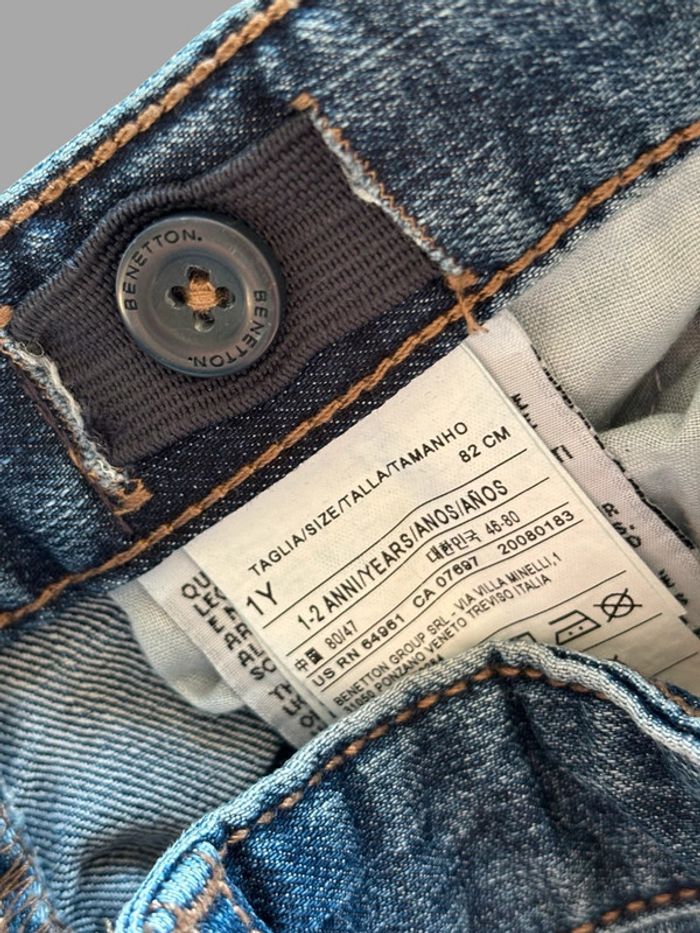 BENETTON.
BENETTON.
TAGLIA/SIZE/TALLA/TAMANHO
1Y 82 CM
1-2 ANNI/YEARS/ANOS/AÑOS
中国 80/47 대한민국 46-80
US RN 54961 CA 07697 20080183
BENETTON GROUP SRL, VIA VILLA MINELLI,1
31050 PONZANO VENETO TREVISO ITALIA